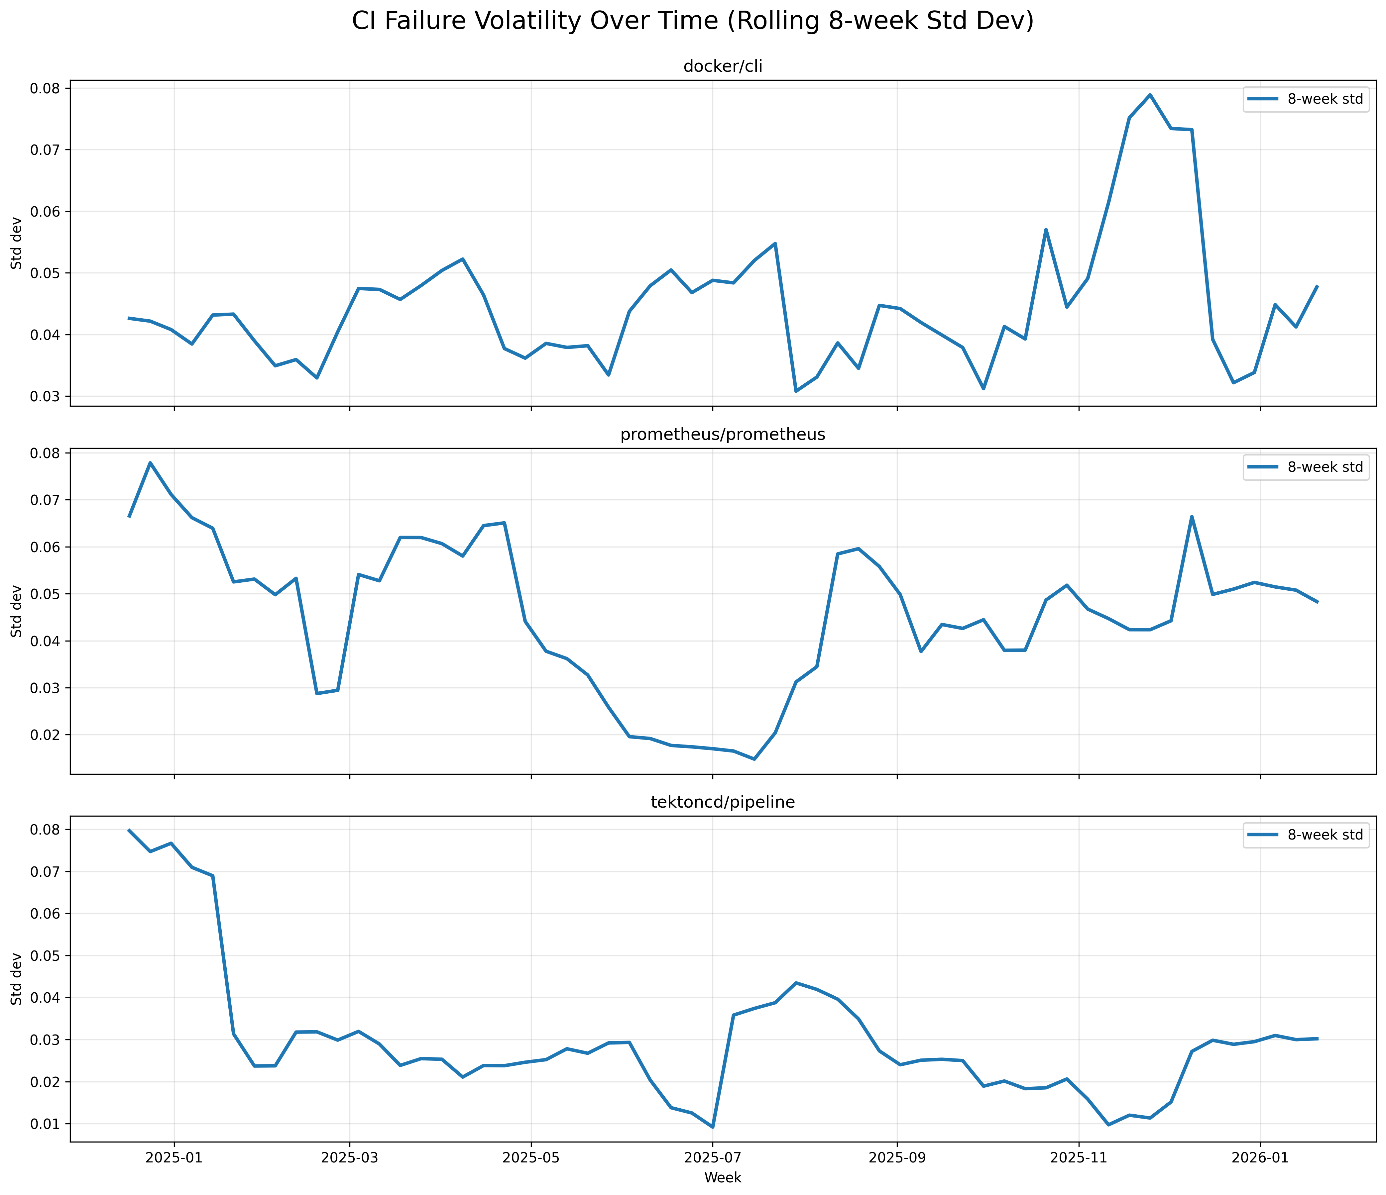 CI Failure Volatility Over Time (Rolling 8-week Std Dev)
docker/cli
0.08
0.07
0.06
0.05
0.04
0.03
Std dev
8-week std
prometheus/prometheus
0.08
0.07
0.06
0.05
0.04
0.03
0.02
Std dev
8-week std
tektoncd/pipeline
0.08
0.07
0.06
0.05
0.04
0.03
0.02
0.01
Std dev
8-week std
2025-01 2025-03 2025-05 2025-07 2025-09 2025-11 2026-01
Week